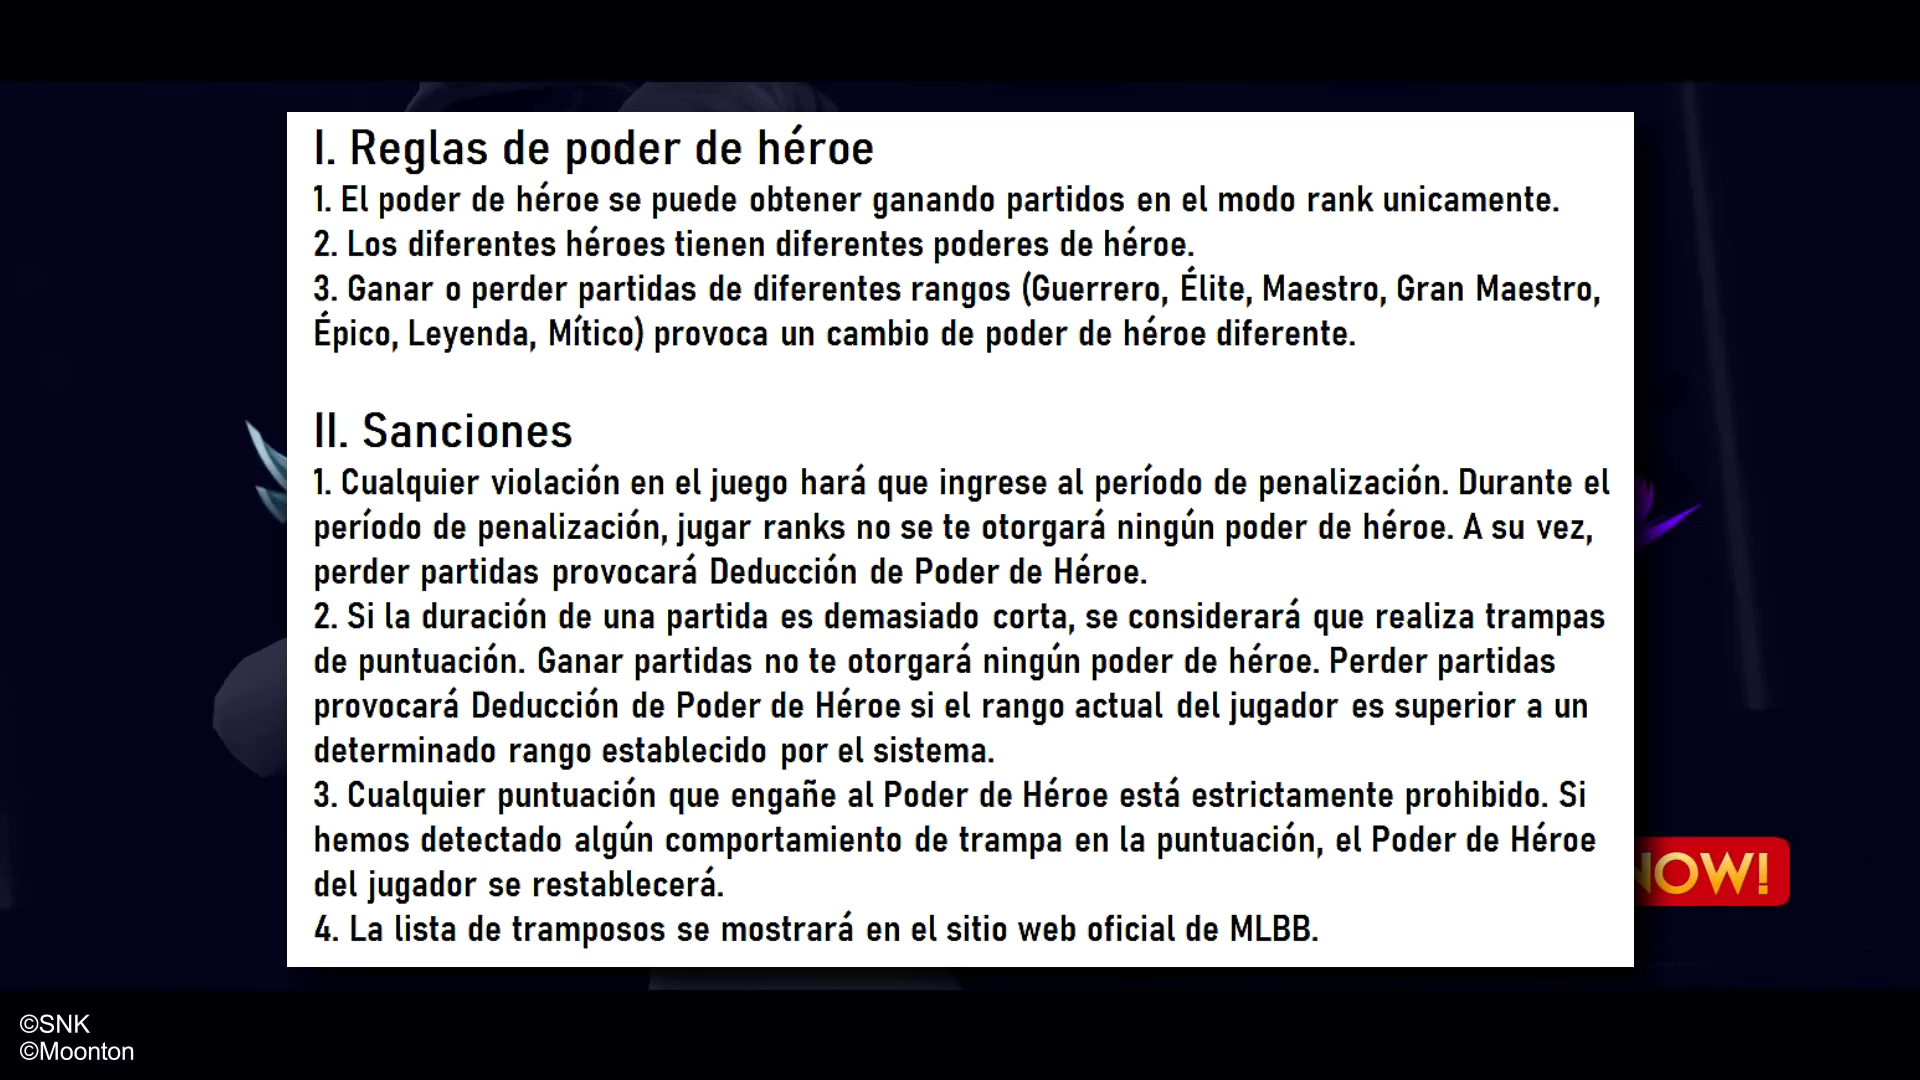 I. Reglas de poder de héroe
1. El poder de héroe se puede obtener ganando partidos en el modo rank unicamente.
2. Los diferentes héroes tienen diferentes poderes de héroe.
3. Ganar o perder partidas de diferentes rangos (Guerrero, Élite, Maestro, Gran Maestro,
Épico, Leyenda, Mítico) provoca un cambio de poder de héroe diferente.
II. Sanciones
1. Cualquier violación en el juego hará que ingrese al período de penalización. Durante el
período de penalización, jugar ranks no se te otorgará ningún poder de héroe. A su vez,
perder partidas provocará Deducción de Poder de Héroe.
2. Si la duración de una partida es demasiado corta, se considerará que realiza trampas
de puntuación. Ganar partidas no te otorgará ningún poder de héroe. Perder partidas
provocará Deducción de Poder de Héroe si el rango actual del jugador es superior a un
determinado rango establecido por el sistema.
3. Cualquier puntuación que engañe al Poder de Héroe está estrictamente prohibido. Si
hemos detectado algún comportamiento de trampa en la puntuación, el Poder de Héroe
del jugador se restablecerá.
4. La lista de tramposos se mostrará en el sitio web oficial de MLBB.
NOW!
©SNK
©Moonton